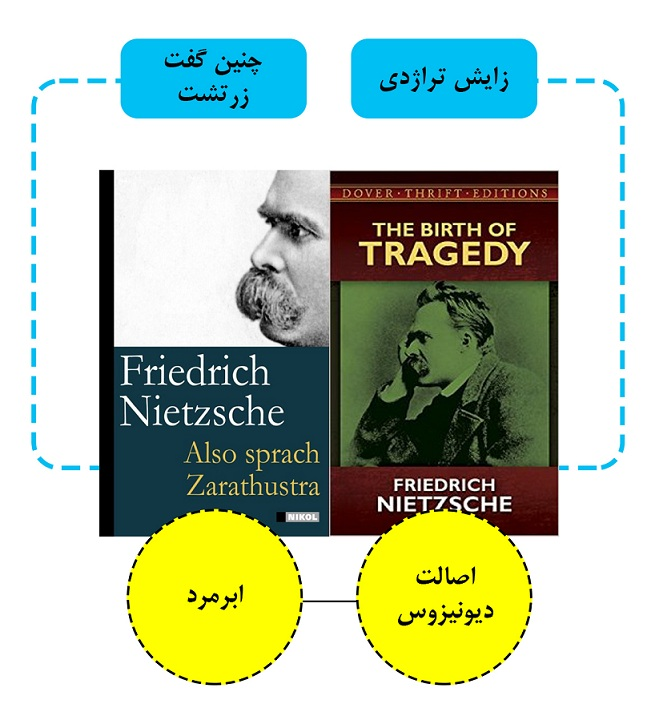 زایش تراژدی
چنین گفت
زرتشت
DOVER · THRIFT · EDITIONS
THE BIRTH OF
TRAGEDY
FRIEDRICH
NIETZSCHE
Friedrich
Nietzsche
Also sprach
Zarathustra
NIKOL
اصالت
دیونیزوس
ابرمرد